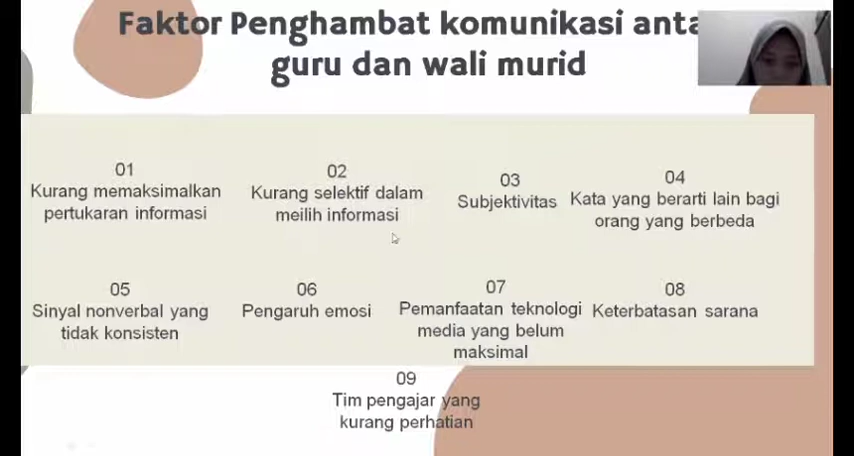 Faktor Penghambat komunikasi anta
guru dan wali murid
01
Kurang memaksimalkan
pertukaran informasi
02
Kurang selektif dalam
meilih informasi
03
Subjektivitas
04
Kata yang berarti lain bagi
orang yang berbeda
05
Sinyal nonverbal yang
tidak konsisten
06
Pengaruh emosi
07
Pemanfaatan teknologi
media yang belum
maksimal
08
Keterbatasan sarana
09
Tim pengajar yang
kurang perhatian